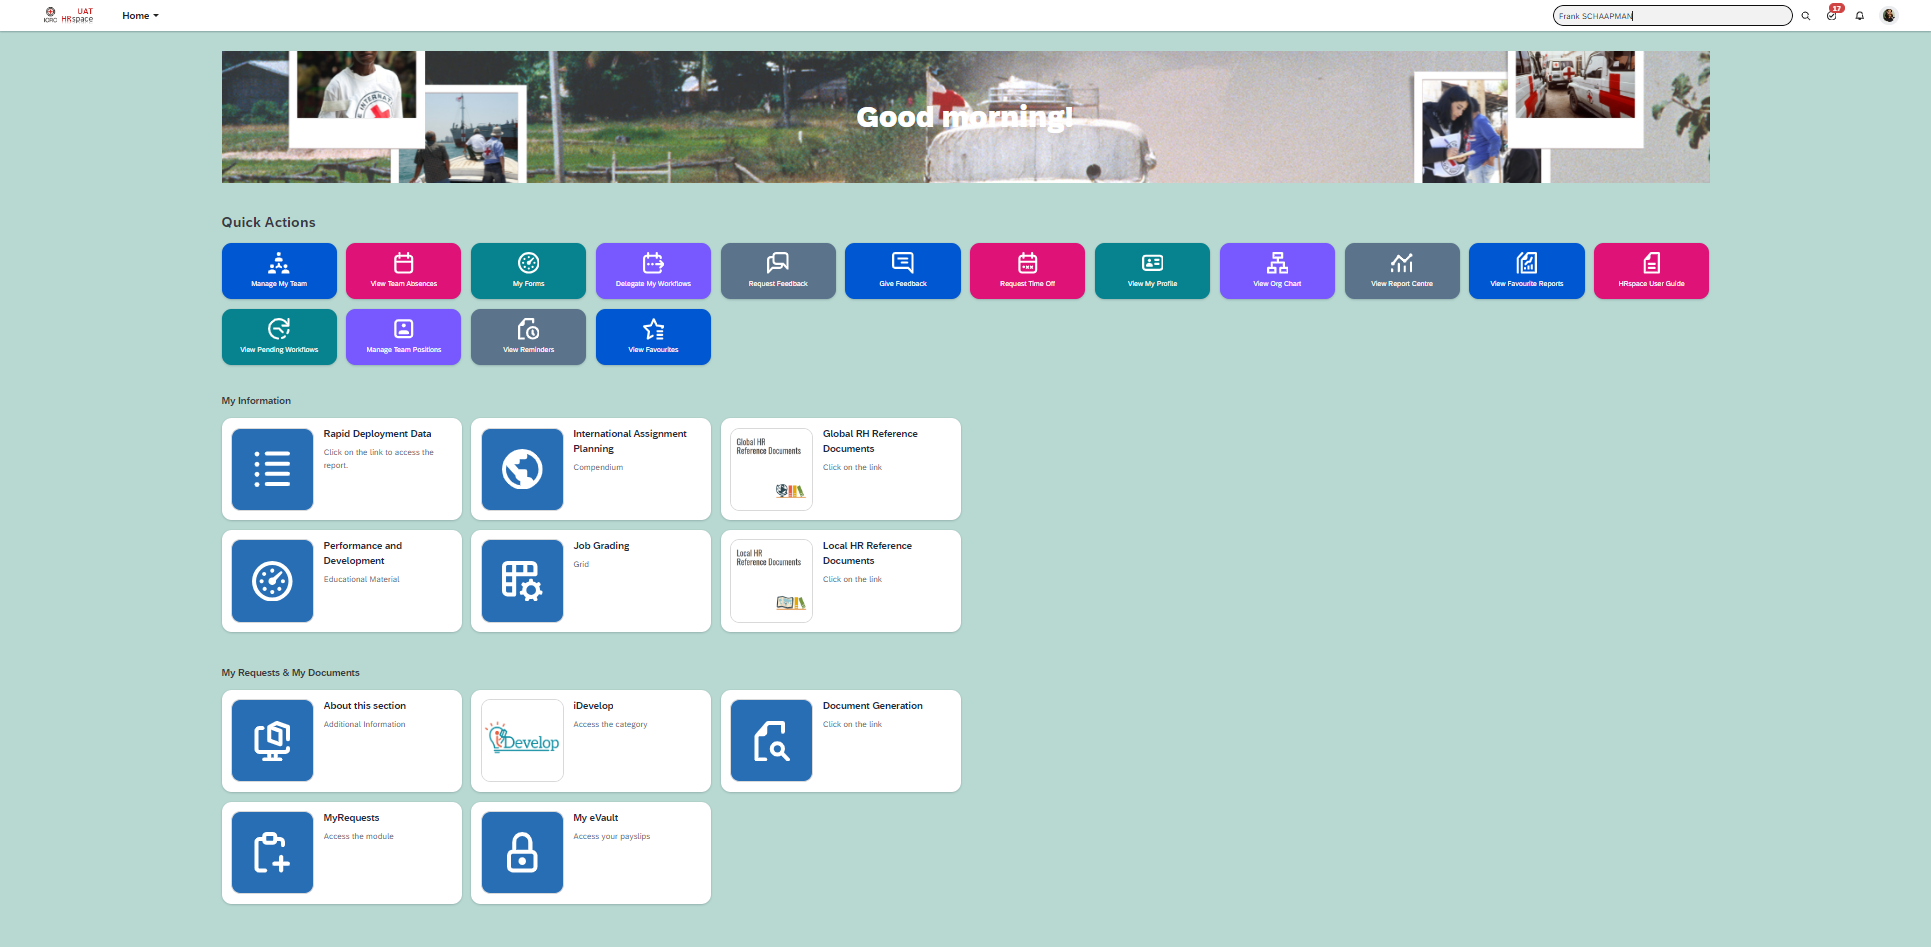 ICRC
UAT
HRspace
Home
Frank SCHAAPMAN
17
INTERNAT
Good morning!
Quick Actions
Manage My Team
View Team Absences
My Forms
Delegate My Workflows
Request Feedback
Give Feedback
Request Time Off
View My Profile
View Org Chart
View Report Centre
View Favourite Reports
HRspace User Guide
View Pending Workflows
Manage Team Positions
View Reminders
View Favourites
My Information
Rapid Deployment Data
Click on the link to access the
report.
International Assignment
Planning
Compendium
Global HR
Reference Documents
Global RH Reference
Documents
Click on the link
Performance and
Development
Educational Material
Job Grading
Grid
Local HR
Reference Documents
Local HR Reference
Documents
Click on the link
My Requests & My Documents
About this section
Additional Information
iDevelop
iDevelop
Access the category
Document Generation
Click on the link
MyRequests
Access the module
My eVault
Access your payslips